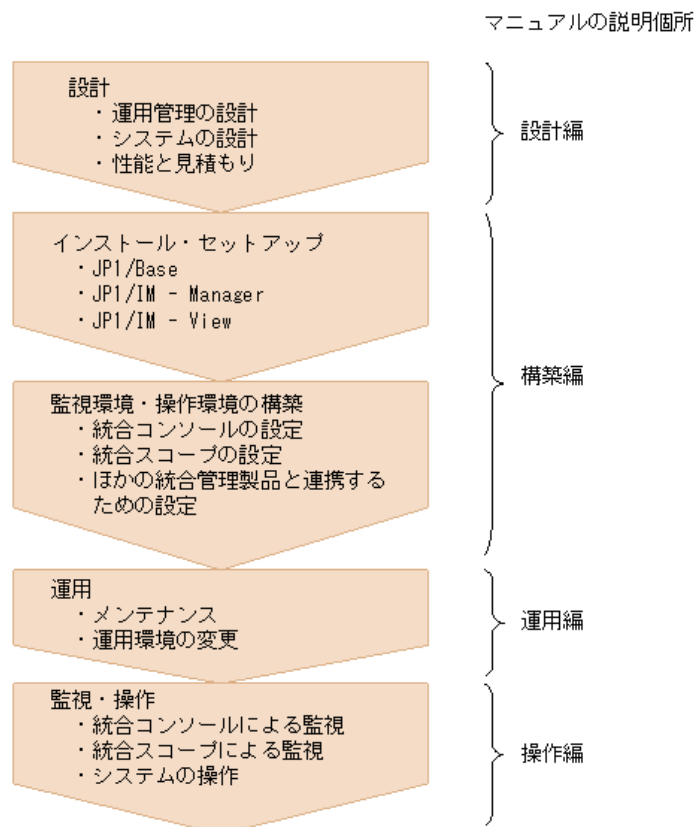 マニュアルの説明個所
設計
・運用管理の設計
・システムの設計
・性能と見積もり
設計編
インストール・セットアップ
・JP1/Base
・JP1/IM - Manager
・JP1/IM - View
監視環境・操作環境の構築
・統合コンソールの設定
・統合スコープの設定
・ほかの統合管理製品と連携する
ための設定
構築編
運用
・メンテナンス
・運用環境の変更
運用編
監視・操作
・統合コンソールによる監視
・統合スコープによる監視
・システムの操作
操作編